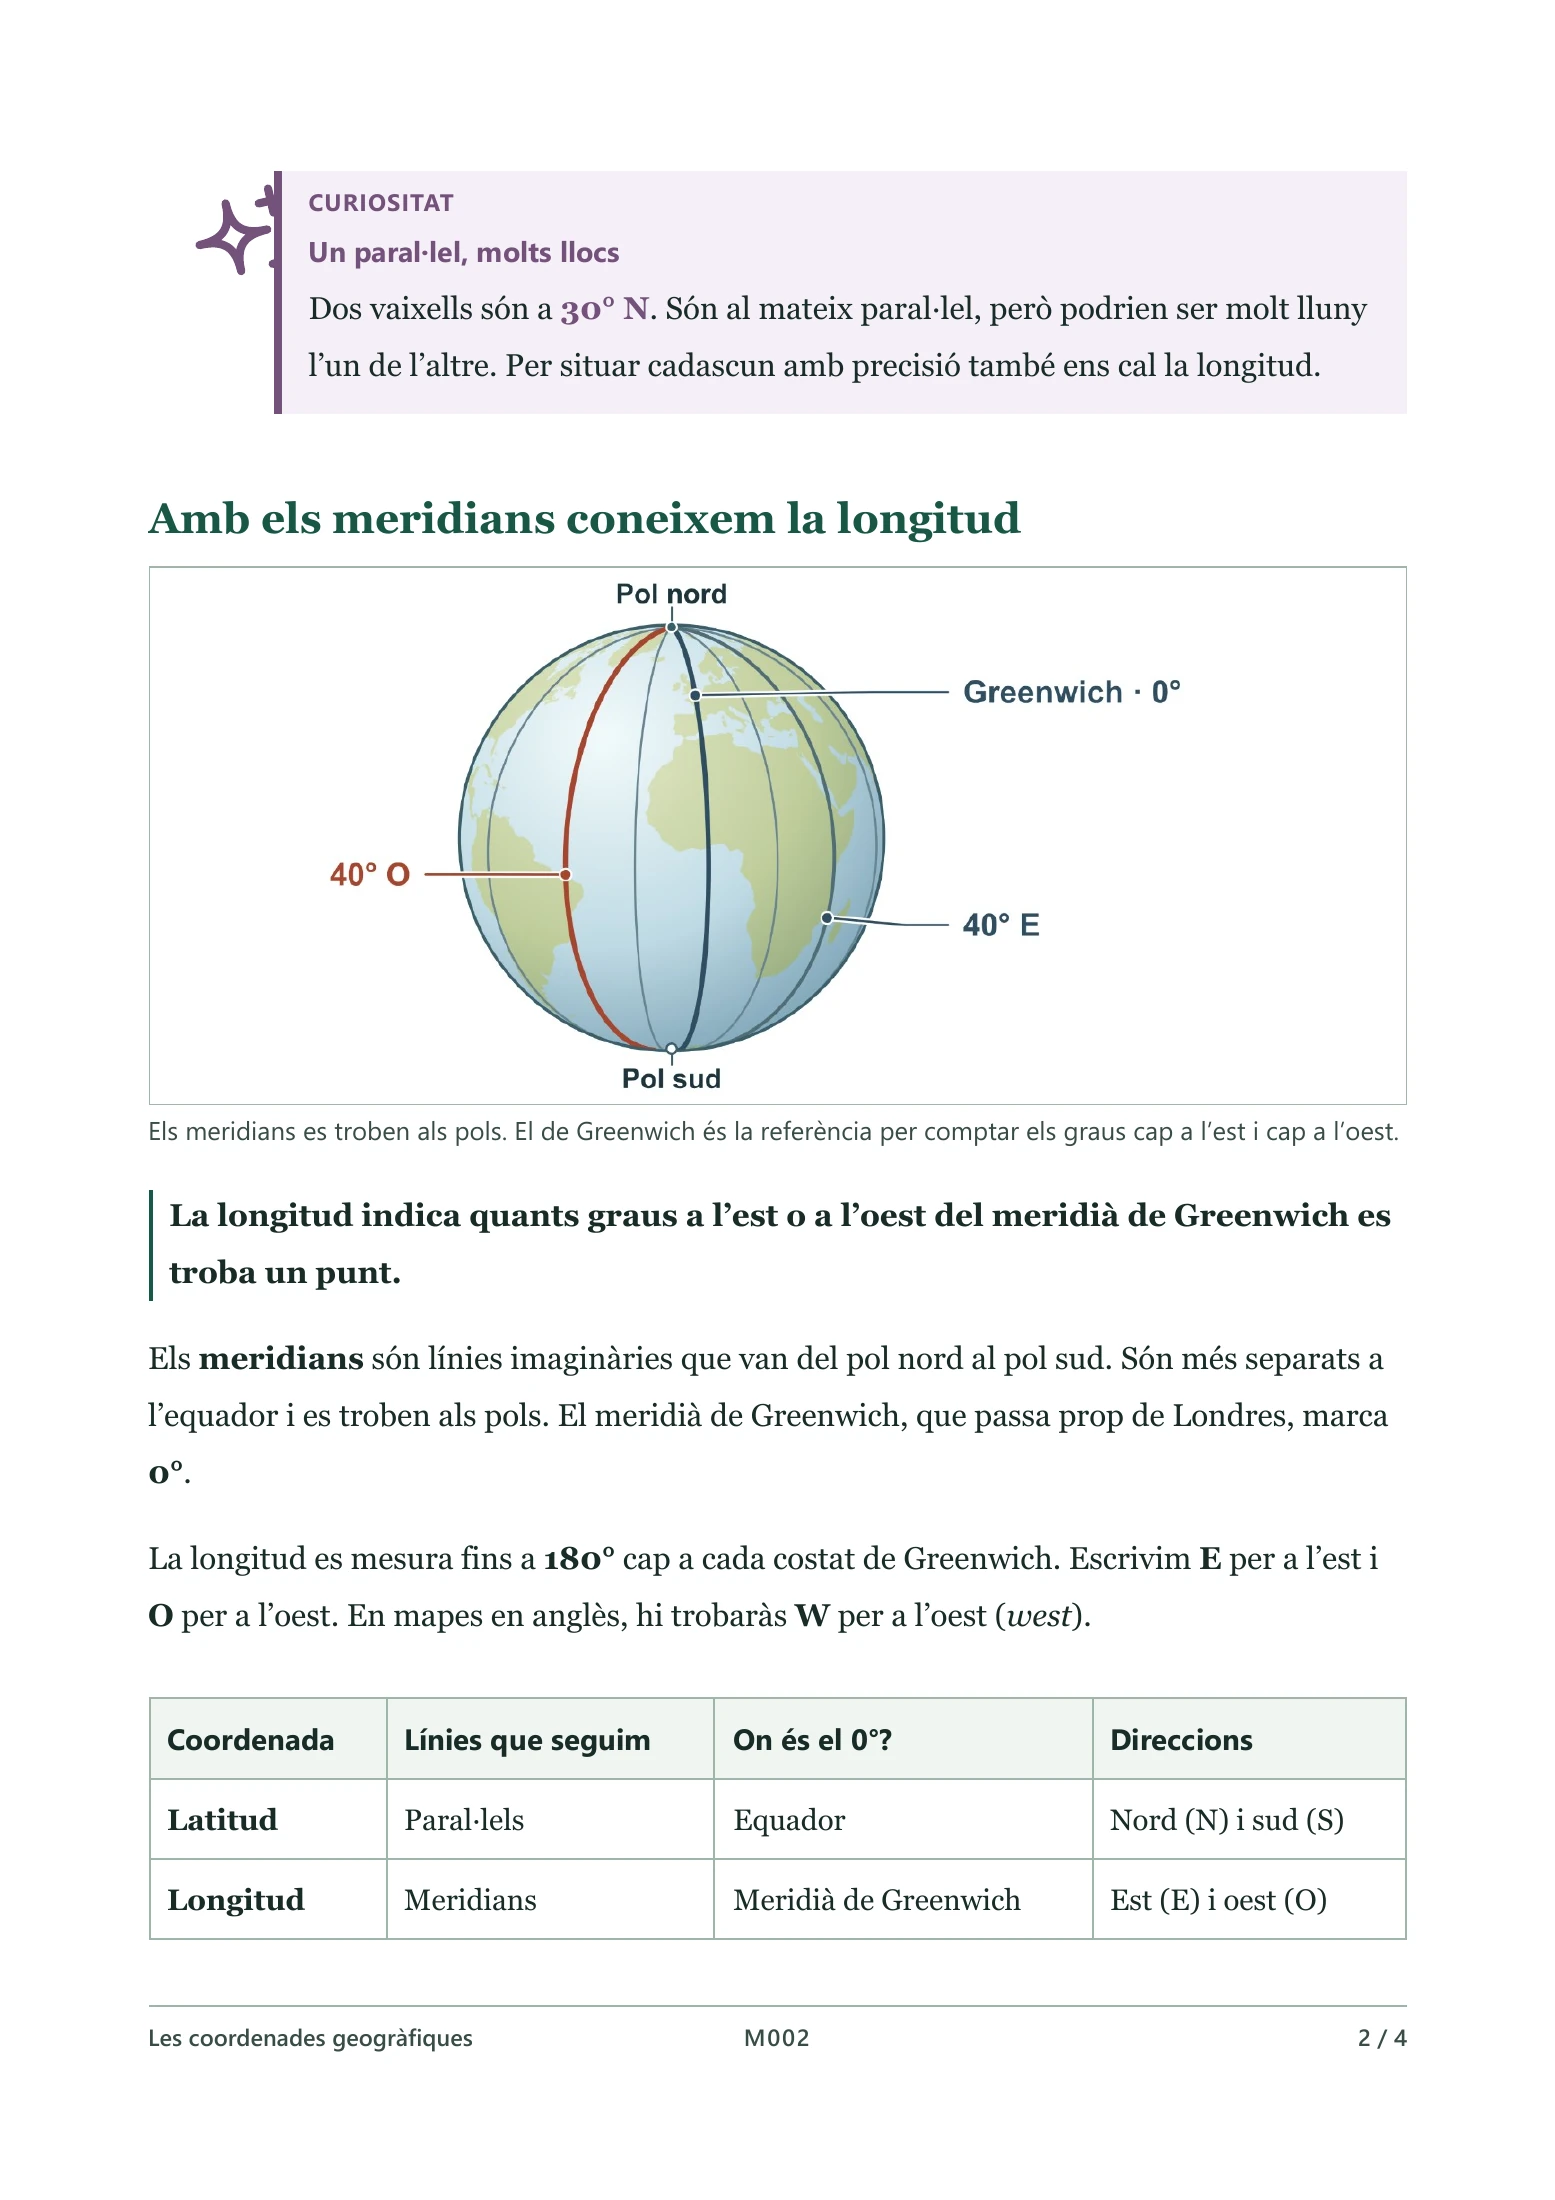 CURIOSITAT
Un paral·lel, molts llocs
Dos vaixells són a 30° N. Són al mateix paral·lel, però podrien ser molt lluny
l’un de l’altre. Per situar cadascun amb precisió també ens cal la longitud.
Amb els meridians coneixem la longitud
Pol nord
Greenwich · 0°
40° O
40° E
Pol sud
Els meridians es troben als pols. El de Greenwich és la referència per comptar els graus cap a l’est i cap a l’oest.
La longitud indica quants graus a l’est o a l’oest del meridià de Greenwich es
troba un punt.
Els meridians són línies imaginàries que van del pol nord al pol sud. Són més separats a
l’equador i es troben als pols. El meridià de Greenwich, que passa prop de Londres, marca
0°.
La longitud es mesura fins a 180° cap a cada costat de Greenwich. Escrivim E per a l’est i
O per a l’oest. En mapes en anglès, hi trobaràs W per a l’oest (west).
Coordenada Línies que seguim On és el 0°? Direccions
Latitud Paral·lels Equador Nord (N) i sud (S)
Longitud Meridians Meridià de Greenwich Est (E) i oest (O)
Les coordenades geogràfiques M002 2 / 4